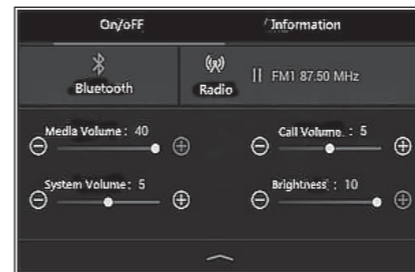 On/oFF
Information
Bluetooth
Radio
FM1 87.50 MHz
Media Volume : 40
Call Volume. : 5
System Volume : 5
Brightness : 10